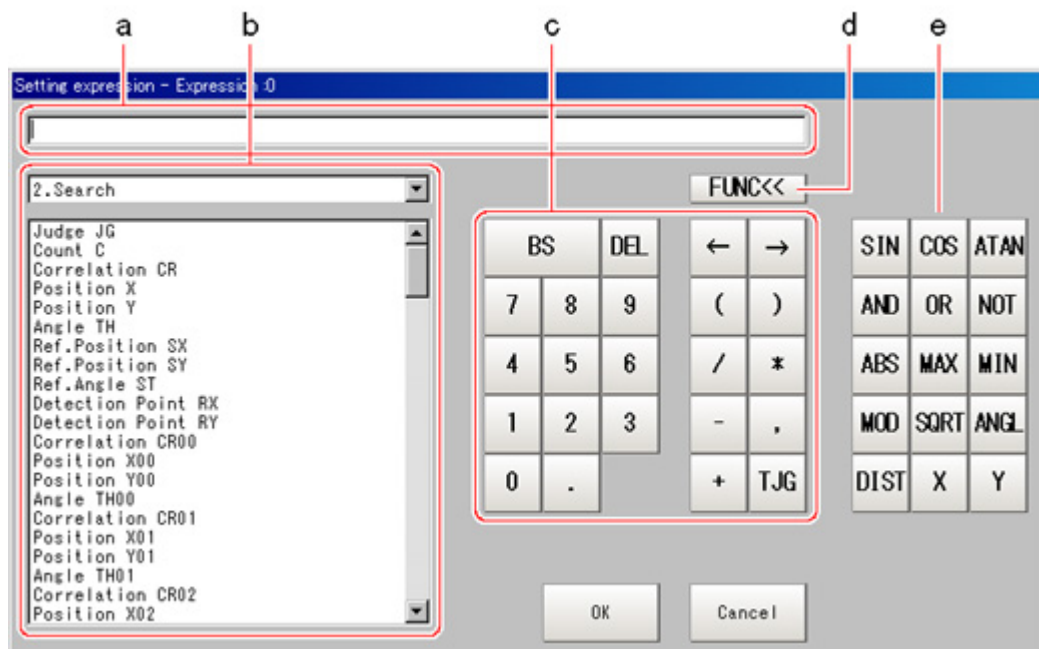 a b c d e
Setting expression - Expression :0
2.Search
FUNC<<
Judge JG
Count C
Correlation CR
Position X
Position Y
Angle TH
Ref.Position SX
Ref.Position SY
Ref.Angle ST
Detection Point RX
Detection Point RY
Correlation CR00
Position X00
Position Y00
Angle TH00
Correlation CR01
Position X01
Position Y01
Angle TH01
Correlation CR02
Position X02
BS DEL ← → SIN COS ATAN
7 8 9 ( ) AND OR NOT
4 5 6 / * ABS MAX MIN
1 2 3 - , MOD SQRT ANGL
0 . + TJG DIST X Y
OK Cancel